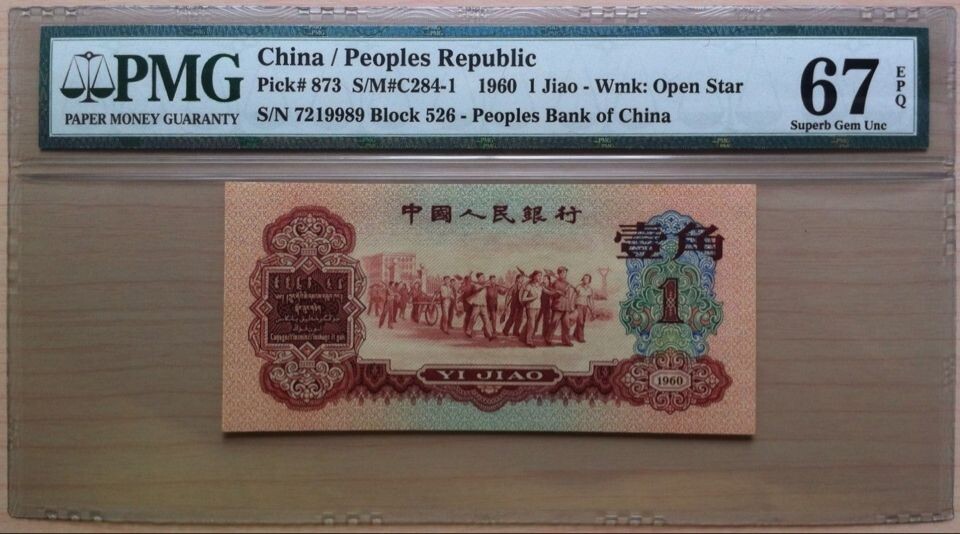 PMG
PAPER MONEY GUARANTY
China / Peoples Republic
Pick# 873 S/M#C284-1 1960 1 Jiao - Wmk: Open Star
S/N 7219989 Block 526 - Peoples Bank of China
67
EPQ
Superb Gem Unc
中國人民銀行
壹角
1
YI JIAO
1960